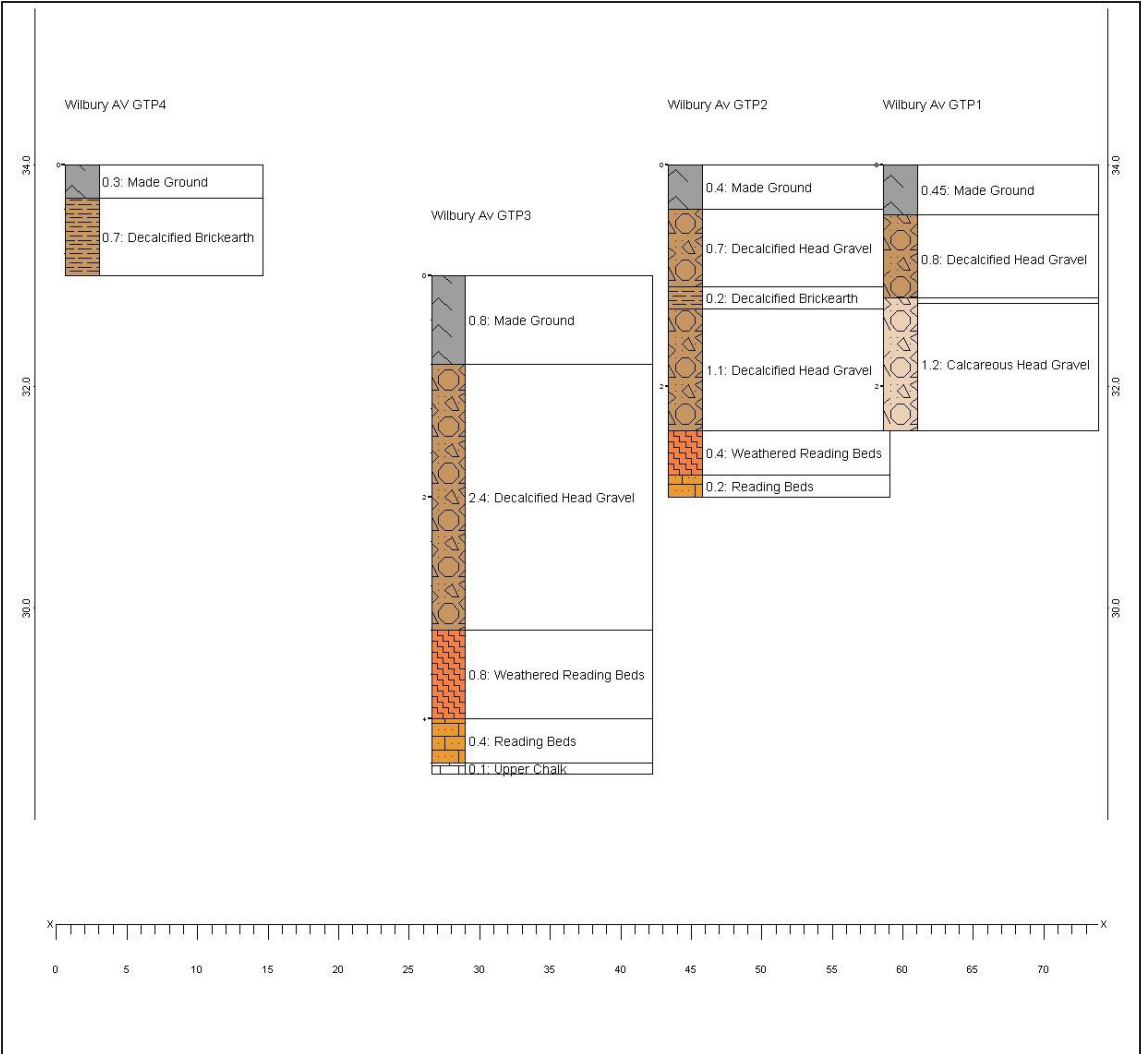 Wilbury AV GTP4
Wilbury Av GTP2
Wilbury Av GTP1
34.0
34.0
0
0.3: Made Ground
0.7: Decalcified Brickearth
Wilbury Av GTP3
0
0.8: Made Ground
2
2.4: Decalcified Head Gravel
0.8: Weathered Reading Beds
4
0.4: Reading Beds
0.1: Upper Chalk
0
0.4: Made Ground
0.7: Decalcified Head Gravel
0.2: Decalcified Brickearth
1.1: Decalcified Head Gravel
2
0.4: Weathered Reading Beds
0.2: Reading Beds
0
0.45: Made Ground
0.8: Decalcified Head Gravel
1.2: Calcareous Head Gravel
2
32.0
32.0
30.0
30.0
X X
0 5 10 15 20 25 30 35 40 45 50 55 60 65 70